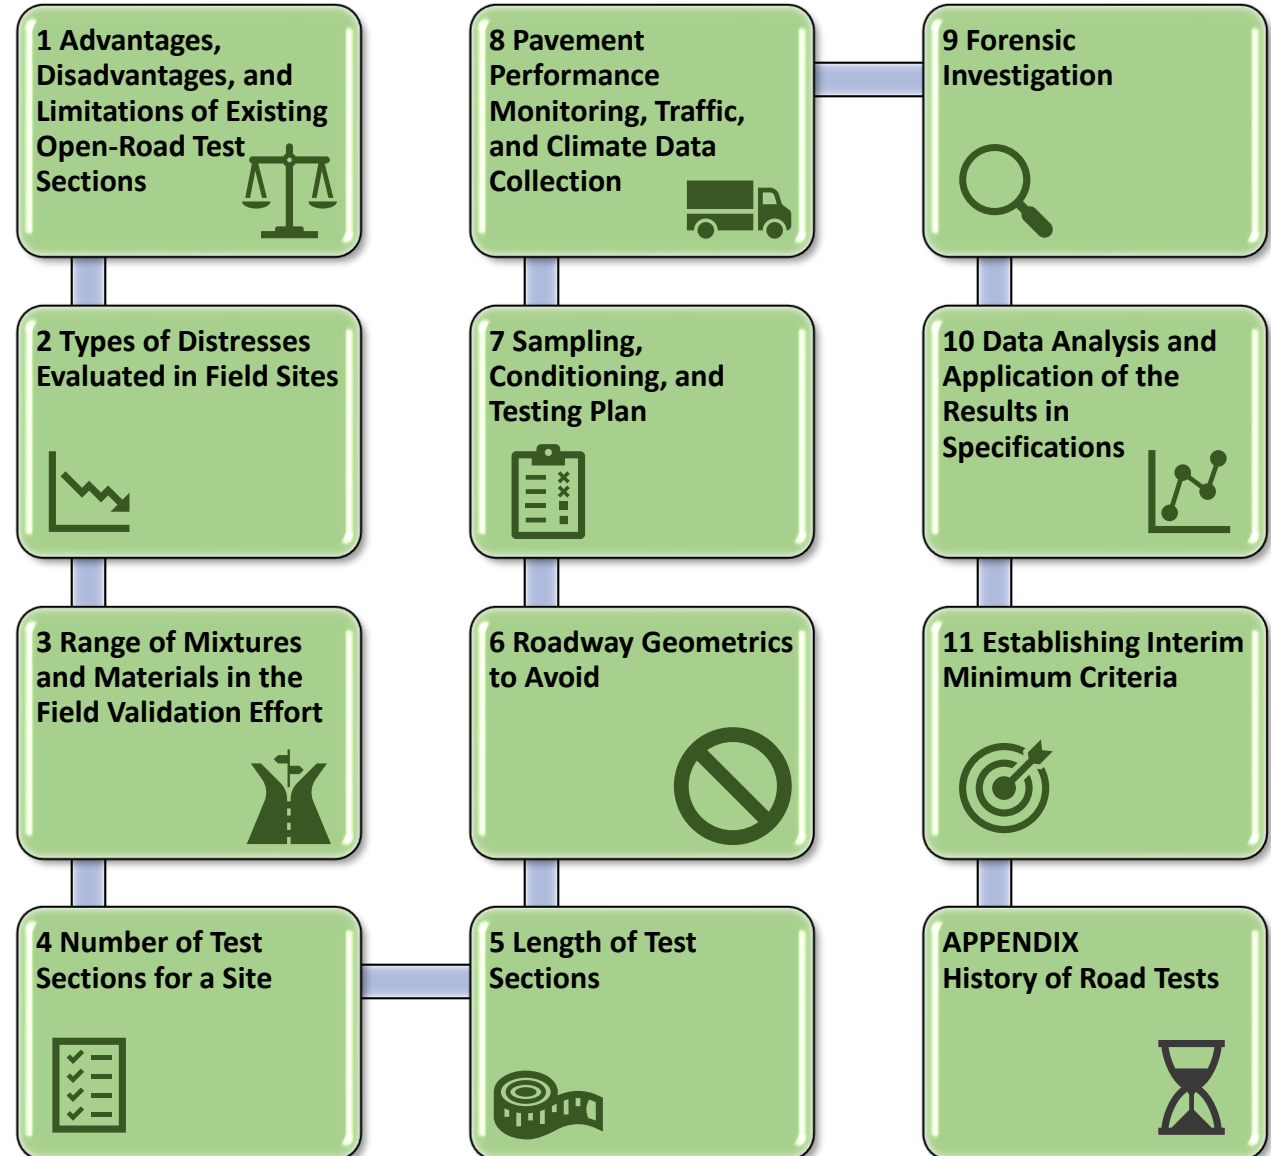 1 Advantages,
Disadvantages, and
Limitations of Existing
Open-Road Test
Sections
2 Types of Distresses
Evaluated in Field Sites
3 Range of Mixtures
and Materials in the
Field Validation Effort
4 Number of Test
Sections for a Site
5 Length of Test
Sections
6 Roadway Geometrics
to Avoid
7 Sampling,
Conditioning, and
Testing Plan
8 Pavement
Performance
Monitoring, Traffic,
and Climate Data
Collection
9 Forensic
Investigation
10 Data Analysis and
Application of the
Results in
Specifications
11 Establishing Interim
Minimum Criteria
APPENDIX
History of Road Tests